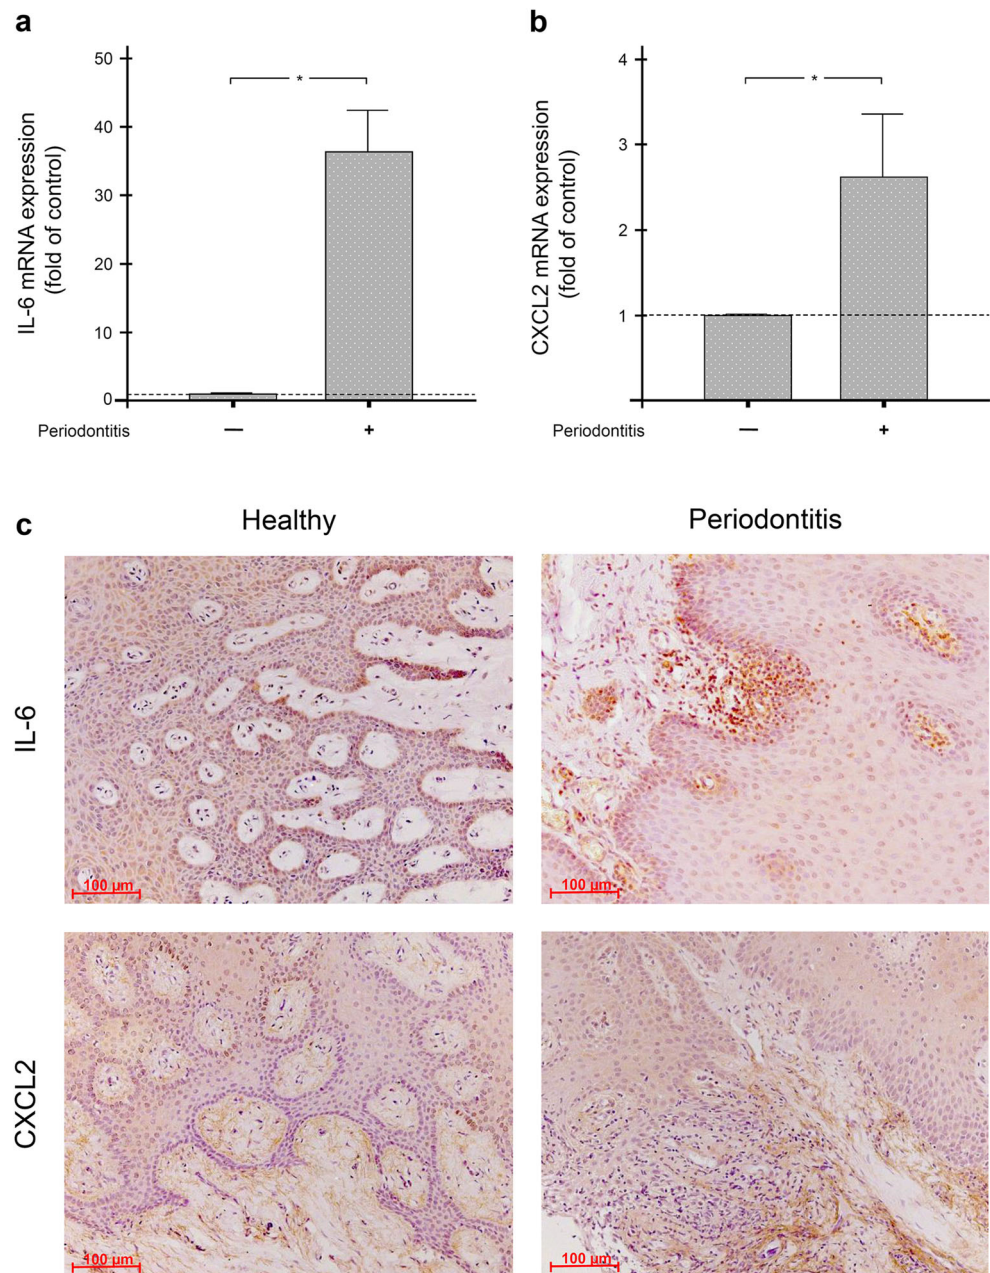 a
b
IL-6 mRNA expression
(fold of control)
50
40
30
20
10
0
*
Periodontitis
—
+
CXCL2 mRNA expression
(fold of control)
4
3
2
1
*
Periodontitis
—
+
c
Healthy
Periodontitis
IL-6
100 µm
100 µm
CXCL2
100 µm
100 µm